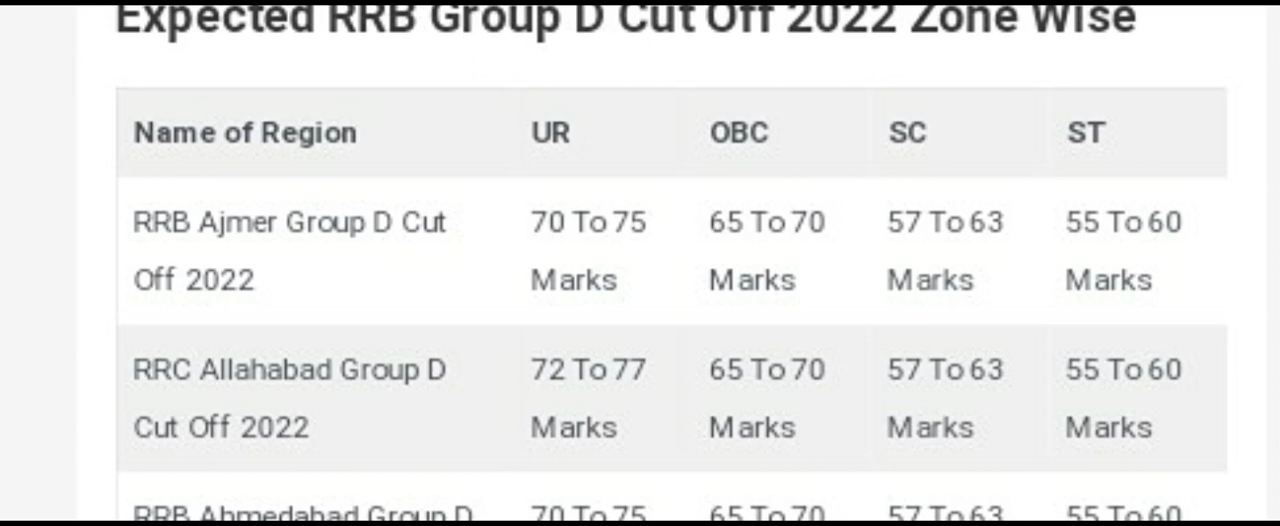 Expected RRB Group D Cut Off 2022 Zone Wise
Name of Region UR OBC SC ST
RRB Ajmer Group D Cut 70 To 75 65 To 70 57 To 63 55 To 60
Off 2022 Marks Marks Marks Marks
RRC Allahabad Group D 72 To 77 65 To 70 57 To 63 55 To 60
Cut Off 2022 Marks Marks Marks Marks
RRB Ahmedabad Group D 70 To 75 65 To 70 57 To 63 55 To 60